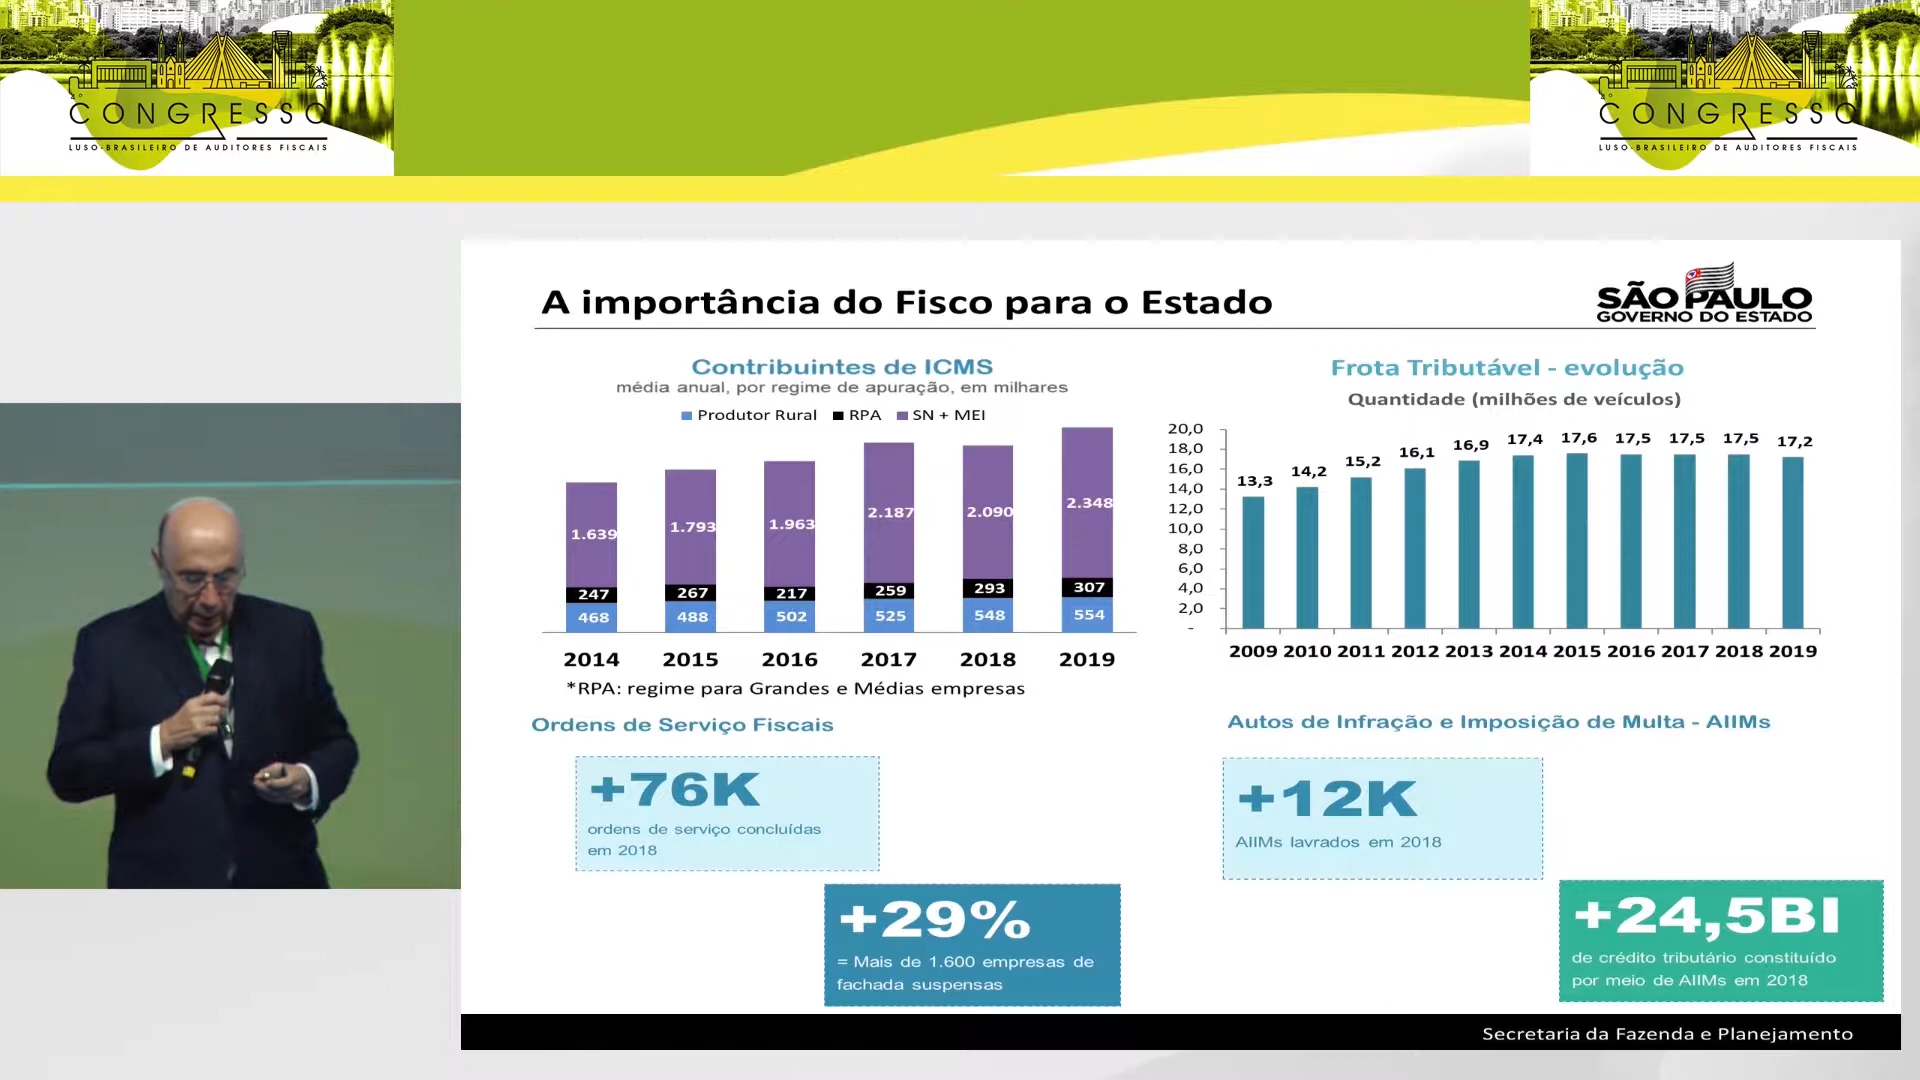 CONGRESSO
LUSO-BRASILEIRO DE AUDITORES FISCAIS
CONGRESSO
LUSO-BRASILEIRO DE AUDITORES FISCAIS
A importância do Fisco para o Estado
SÃO PAULO
GOVERNO DO ESTADO
Contribuintes de ICMS
média anual, por regime de apuração, em milhares
Produtor Rural RPA SN + MEI
1.639 1.793 1.963 2.187 2.090 2.348
247 267 217 259 293 307
468 488 502 525 548 554
2014 2015 2016 2017 2018 2019
*RPA: regime para Grandes e Médias empresas
Frota Tributável - evolução
Quantidade (milhões de veículos)
20,0
18,0
16,0
14,0
12,0
10,0
8,0
6,0
4,0
2,0
-
13,3 14,2 15,2 16,1 16,9 17,4 17,6 17,5 17,5 17,5 17,2
2009 2010 2011 2012 2013 2014 2015 2016 2017 2018 2019
Ordens de Serviço Fiscais
+76K
ordens de serviço concluídas
em 2018
+29%
= Mais de 1.600 empresas de
fachada suspensas
Autos de Infração e Imposição de Multa - AIIMs
+12K
AIIMs lavrados em 2018
+24,5BI
de crédito tributário constituído
por meio de AIIMs em 2018
Secretaria da Fazenda e Planejamento